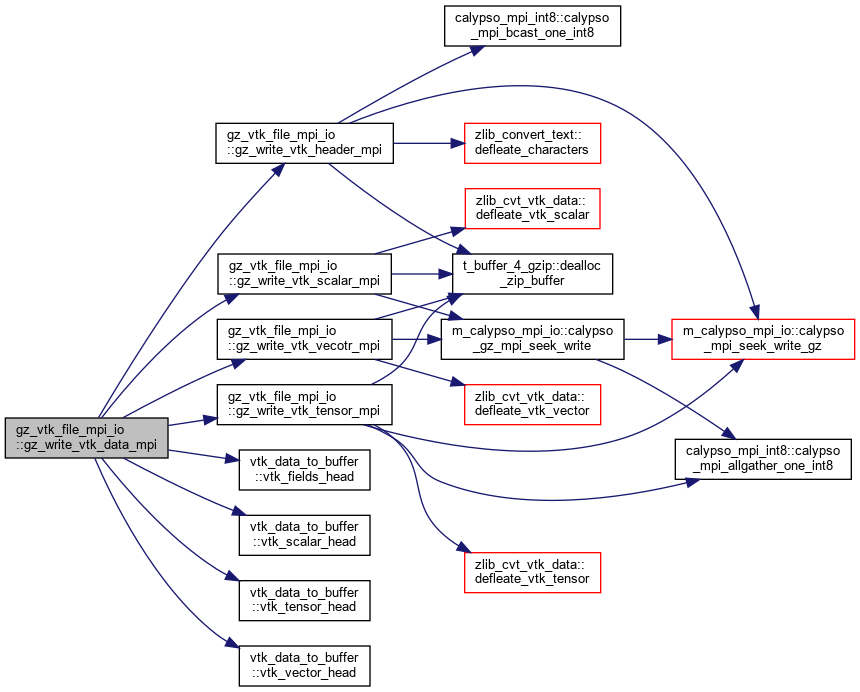 calypso_mpi_int8::calypso
_mpi_bcast_one_int8
gz_vtk_file_mpi_io
::gz_write_vtk_header_mpi
zlib_convert_text::
defleate_characters
zlib_cvt_vtk_data::
defleate_vtk_scalar
gz_vtk_file_mpi_io
::gz_write_vtk_scalar_mpi
t_buffer_4_gzip::dealloc
_zip_buffer
gz_vtk_file_mpi_io
::gz_write_vtk_vecotr_mpi
m_calypso_mpi_io::calypso
_gz_mpi_seek_write
m_calypso_mpi_io::calypso
_mpi_seek_write_gz
gz_vtk_file_mpi_io
::gz_write_vtk_tensor_mpi
zlib_cvt_vtk_data::
defleate_vtk_vector
gz_vtk_file_mpi_io
::gz_write_vtk_data_mpi
vtk_data_to_buffer
::vtk_fields_head
calypso_mpi_int8::calypso
_mpi_allgather_one_int8
vtk_data_to_buffer
::vtk_scalar_head
zlib_cvt_vtk_data::
defleate_vtk_tensor
vtk_data_to_buffer
::vtk_tensor_head
vtk_data_to_buffer
::vtk_vector_head